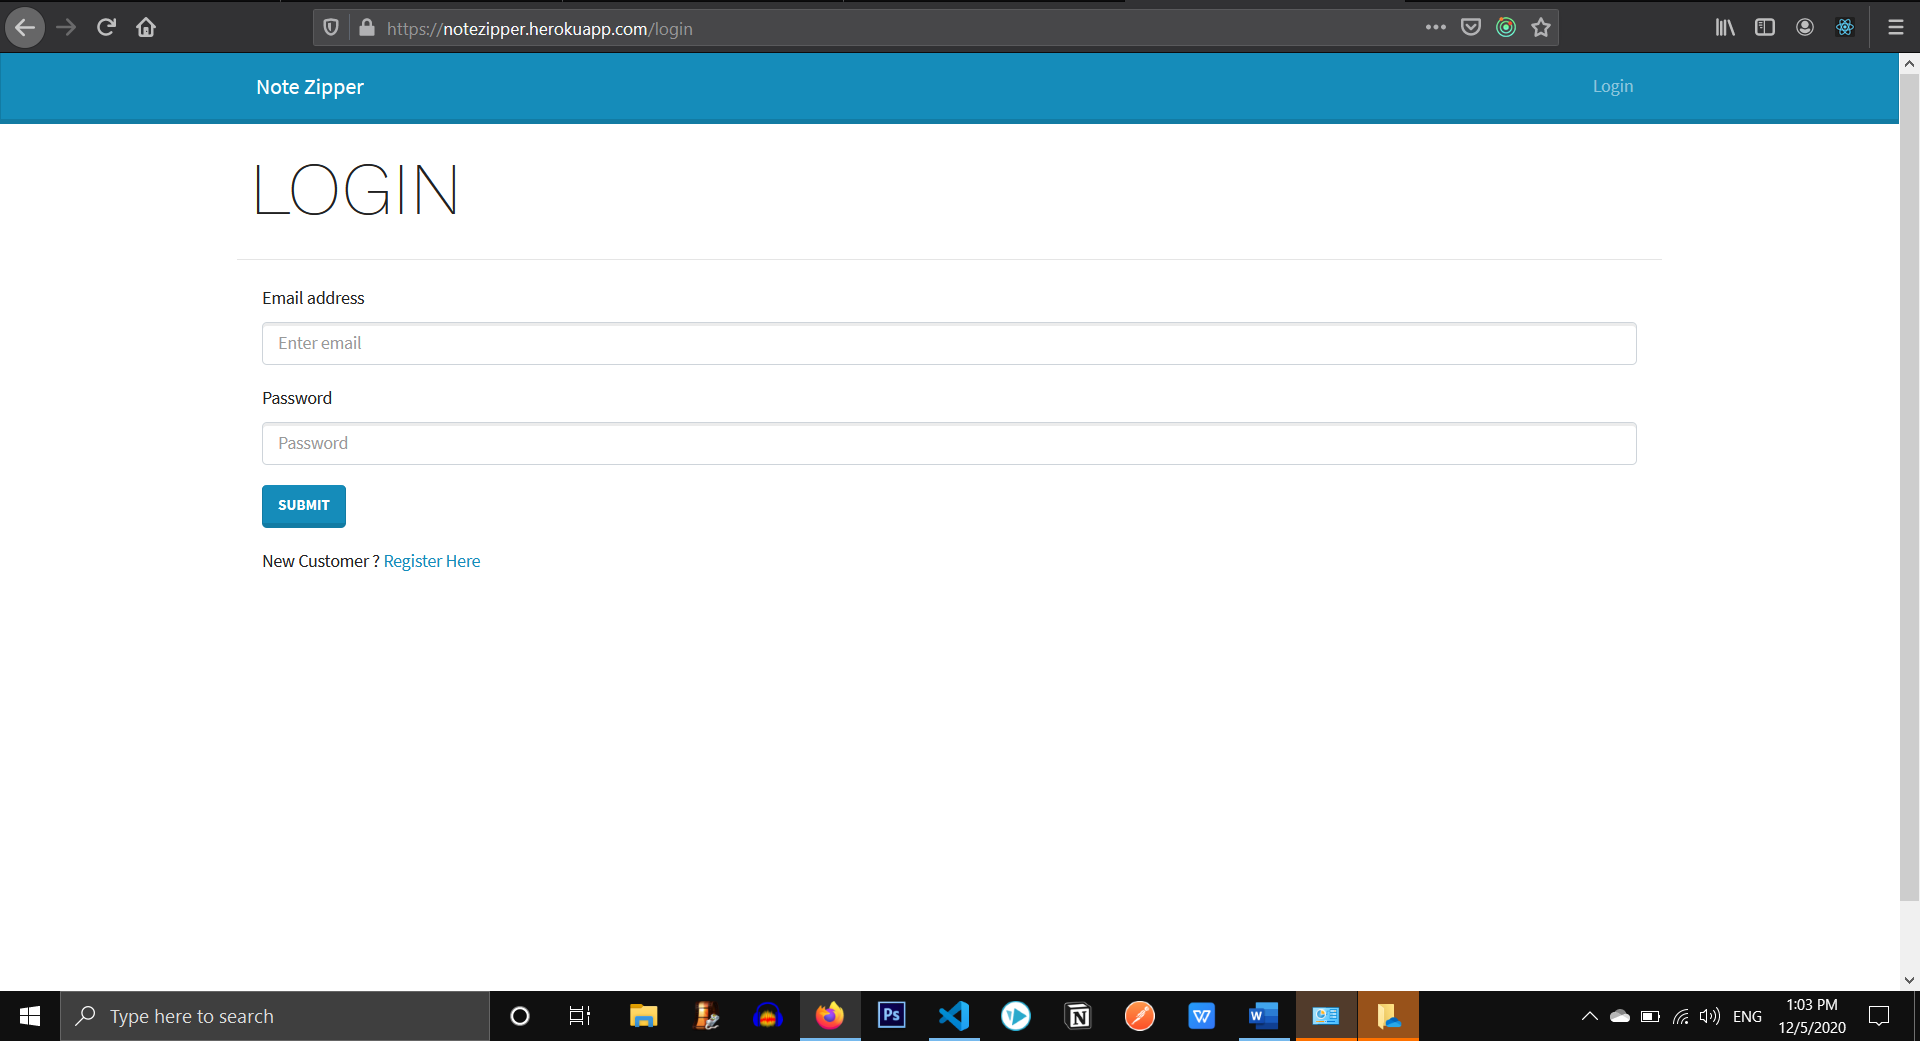 https://notezipper.herokuapp.com/login
Note Zipper
Login
LOGIN
Email address
Enter email
Password
Password
SUBMIT
New Customer ? Register Here
Type here to search
Ps
ENG
1:03 PM
12/5/2020